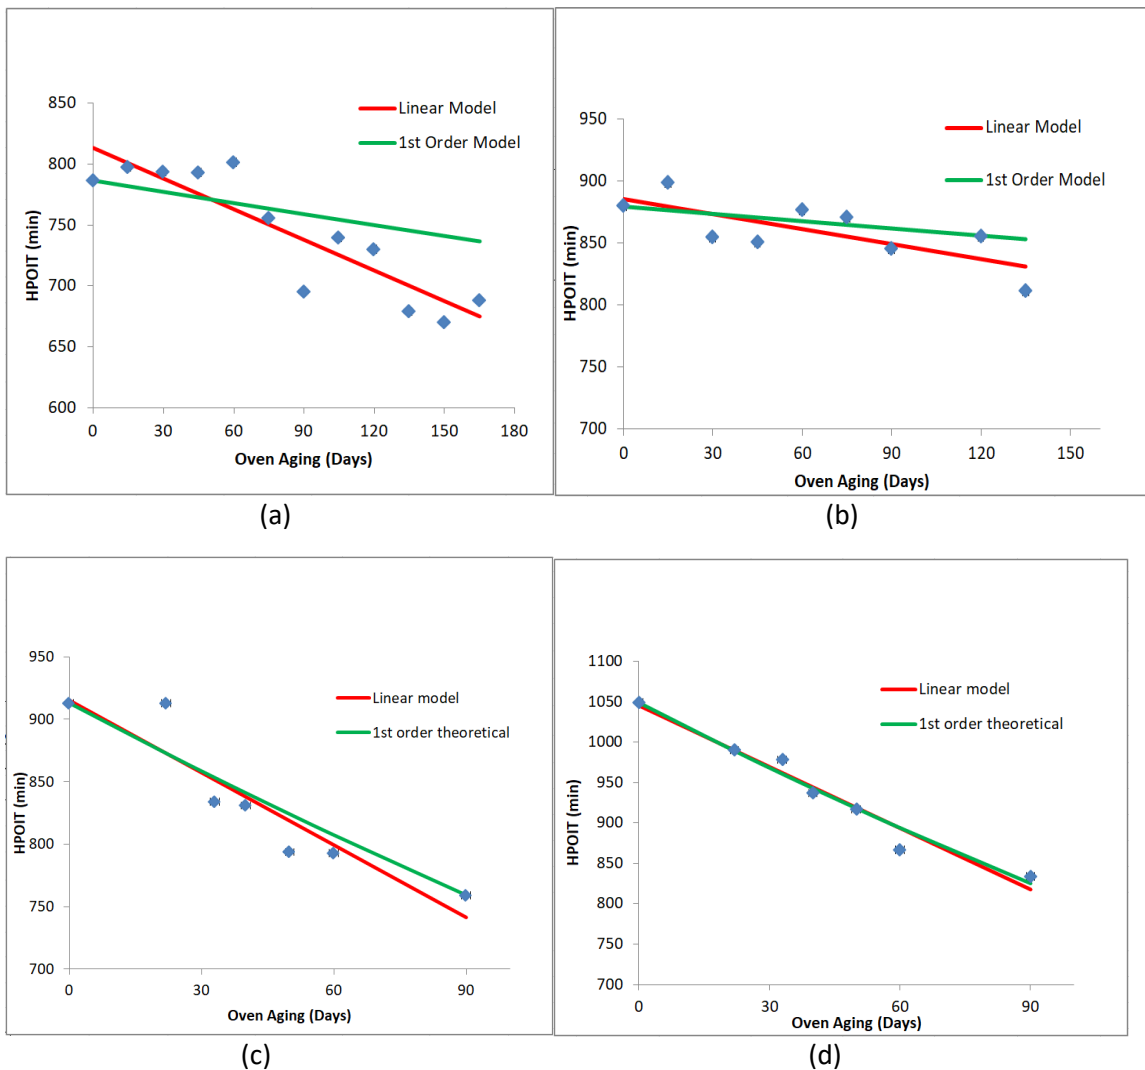 850
800
750
700
650
600
HPOIT (min)
Linear Model
1st Order Model
0 30 60 90 120 150 180
Oven Aging (Days)
(a)
950
900
850
800
750
700
HPOIT (min)
Linear Model
1st Order Model
0 30 60 90 120 150
Oven Aging (Days)
(b)
950
900
850
800
750
700
HPOIT (min)
Linear model
1st order theoretical
0 30 60 90
Oven Aging (Days)
(c)
1100
1050
1000
950
900
850
800
750
700
HPOIT (min)
Linear model
1st order theoretical
0 30 60 90
Oven Aging (Days)
(d)